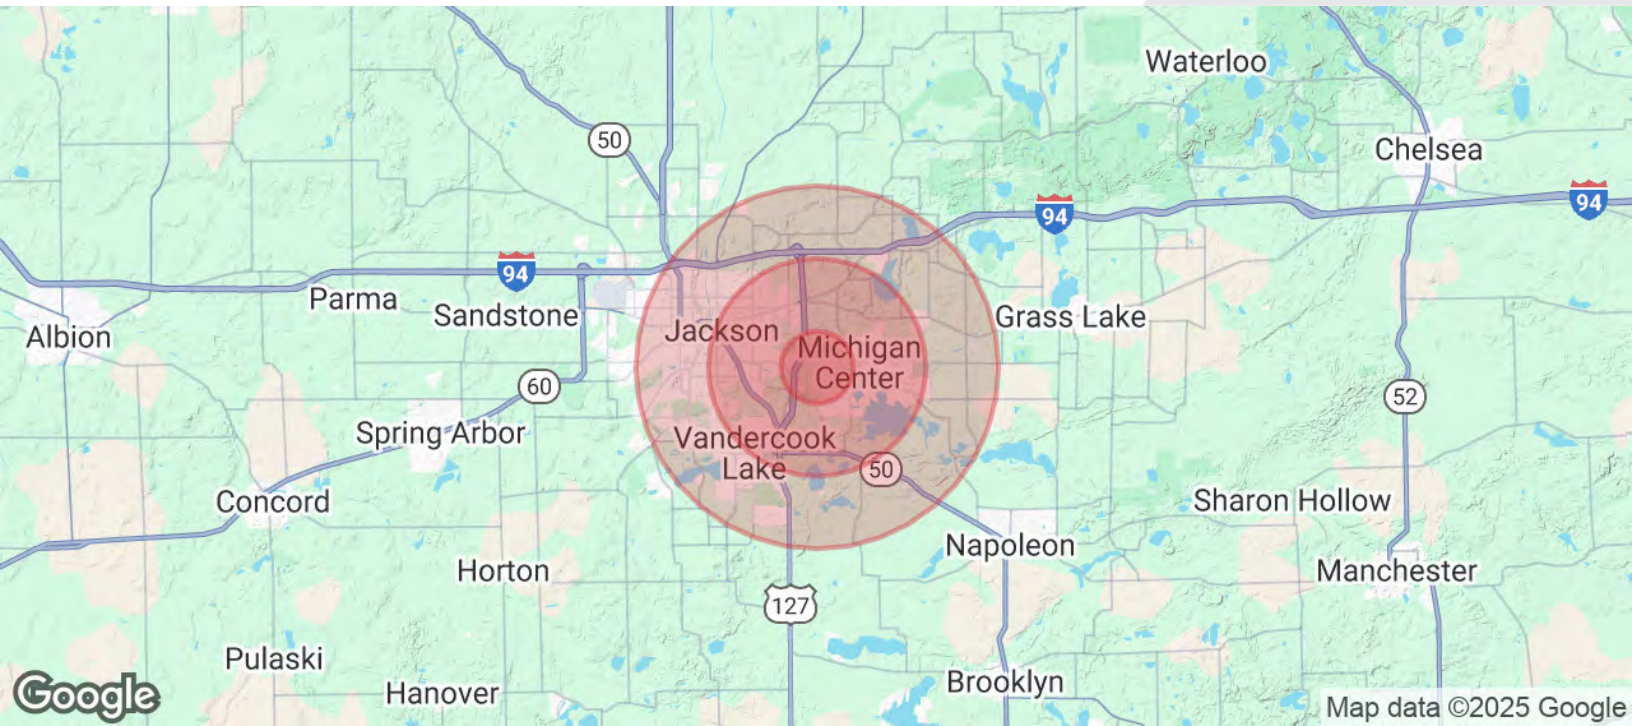 Waterloo
50
Chelsea
94
94
94
Parma
Sandstone
Grass Lake
Albion
Jackson
Michigan
Center
60
52
Spring Arbor
Vandercook
Lake
50
Concord
Sharon Hollow
Napoleon
Horton
Manchester
127
Pulaski
Hanover
Brooklyn
Google
Map data ©2025 Google